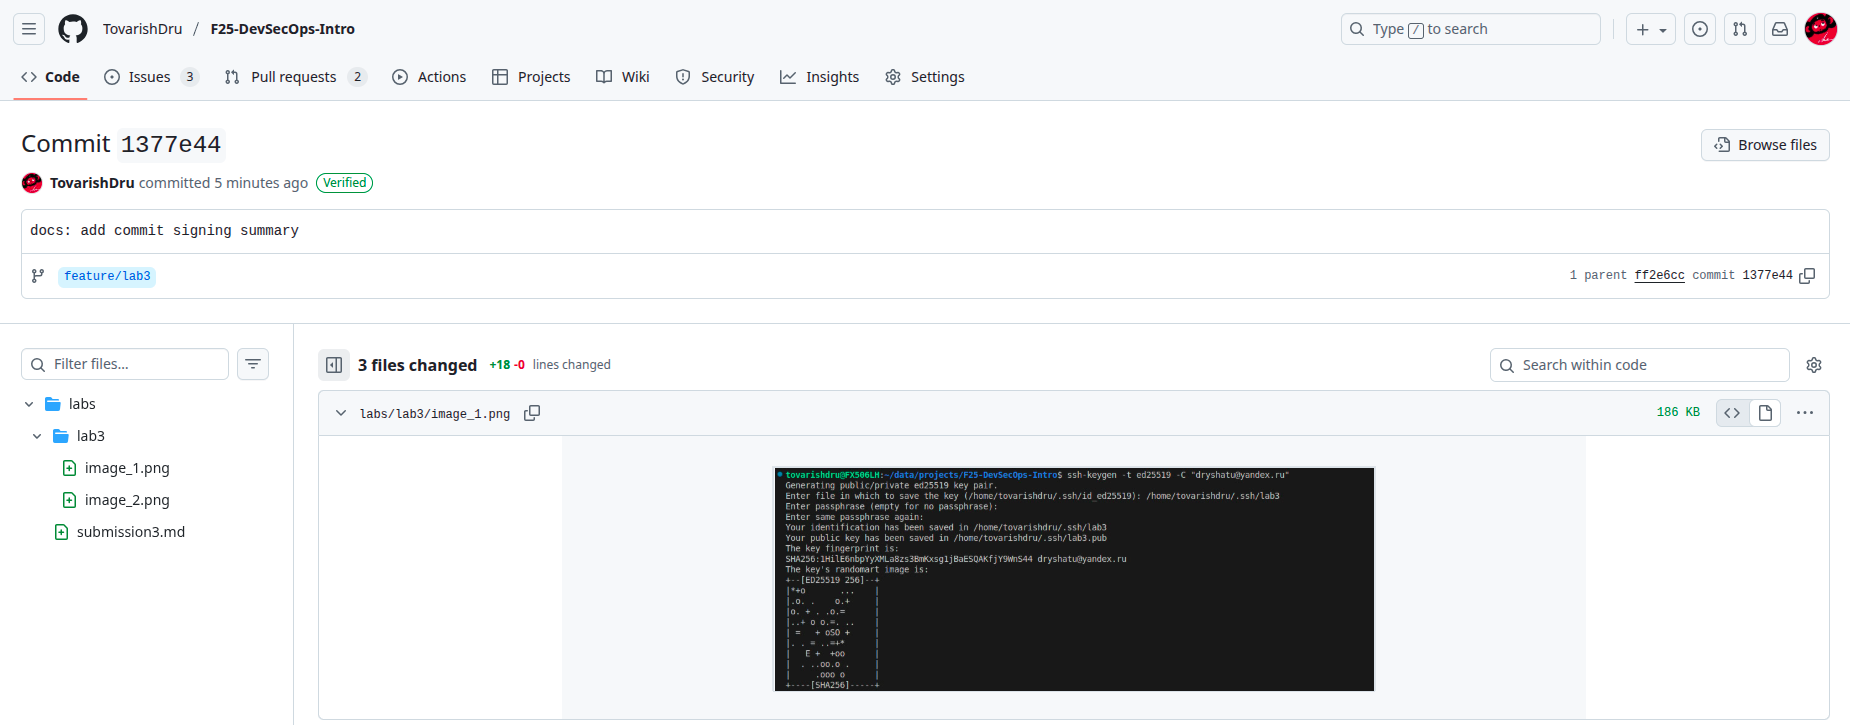 TovarishDru / F25-DevSecOps-Intro
Type / to search
Code Issues 3 Pull requests 2 Actions Projects Wiki Security Insights Settings
Commit 1377e44
Browse files
TovarishDru committed 5 minutes ago Verified
docs: add commit signing summary
feature/lab3
1 parent ff2e6cc commit 1377e44
Filter files...
labs
lab3
image_1.png
image_2.png
submission3.md
3 files changed +18 -0 lines changed
Search within code
labs/lab3/image_1.png
186 KB
tovarishdru@FX506LH:~/data/projects/F25-DevSecOps-Intro$ ssh-keygen -t ed25519 -C "dryshatu@yandex.ru"
Generating public/private ed25519 key pair.
Enter file in which to save the key (/home/tovarishdru/.ssh/id_ed25519): /home/tovarishdru/.ssh/lab3
Enter passphrase (empty for no passphrase):
Enter same passphrase again:
Your identification has been saved in /home/tovarishdru/.ssh/lab3
Your public key has been saved in /home/tovarishdru/.ssh/lab3.pub
The key fingerprint is:
SHA256:1HilE6nbpYyXMLa8zs3BmKxsg1jBaESQAKfjY9WnS44 dryshatu@yandex.ru
The key's randomart image is:
+--[ED25519 256]--+
|*+o       ...    |
|.o. .    o.+     |
|o. + . .o.=      |
|..+ o o.=. ..    |
| =   + oSO +     |
|. . = ..=+*      |
|   E +  +oo      |
|  . ..oo.o .     |
|     .ooo o      |
+----[SHA256]-----+